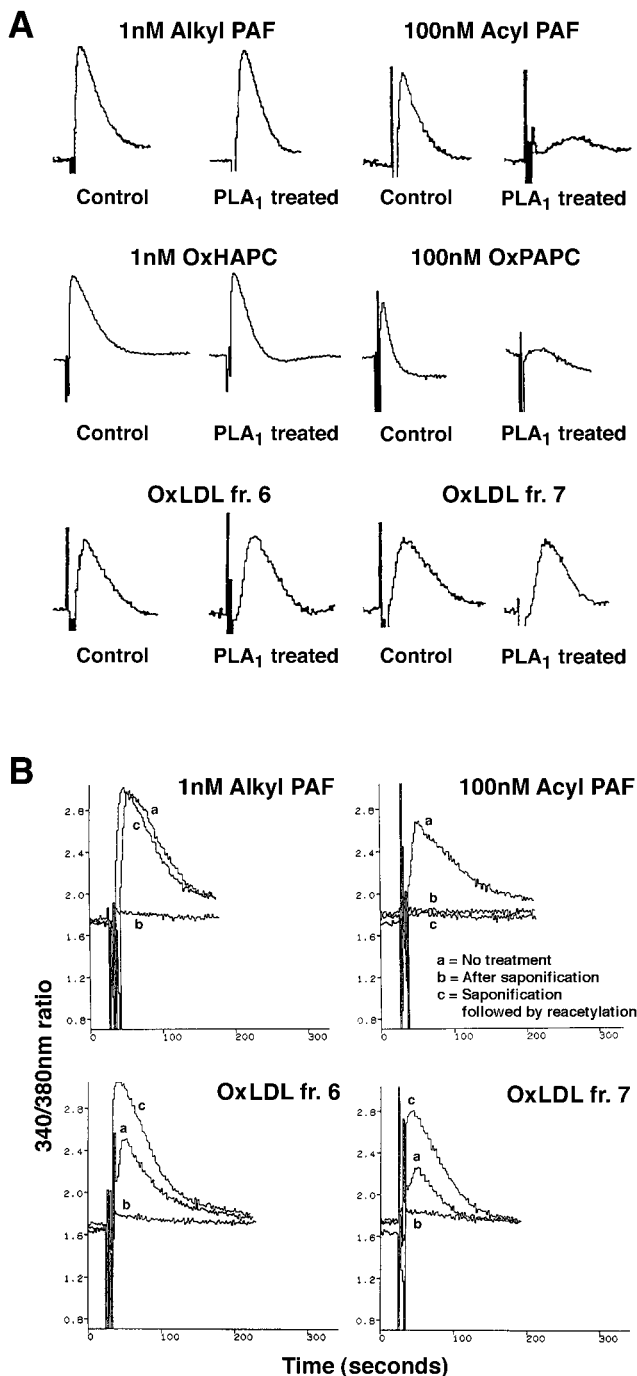 A
1nM Alkyl PAF 100nM Acyl PAF
Control PLA1 treated Control PLA1 treated
1nM OxHAPC 100nM OxPAPC
Control PLA1 treated Control PLA1 treated
OxLDL fr. 6 OxLDL fr. 7
Control PLA1 treated Control PLA1 treated
B
340/380nm ratio
1nM Alkyl PAF
2.8
2.4
2.0
1.6
1.2
0.8
0 100 200 300
a
c
b
100nM Acyl PAF
2.8
2.4
2.0
1.6
1.2
0.8
0 100 200 300
a
b
c
a = No treatment
b = After saponification
c = Saponification
followed by reacetylation
OxLDL fr. 6
2.8
2.4
2.0
1.6
1.2
0.8
0 100 200 300
c
a
b
OxLDL fr. 7
2.8
2.4
2.0
1.6
1.2
0.8
0 100 200 300
c
a
b
Time (seconds)